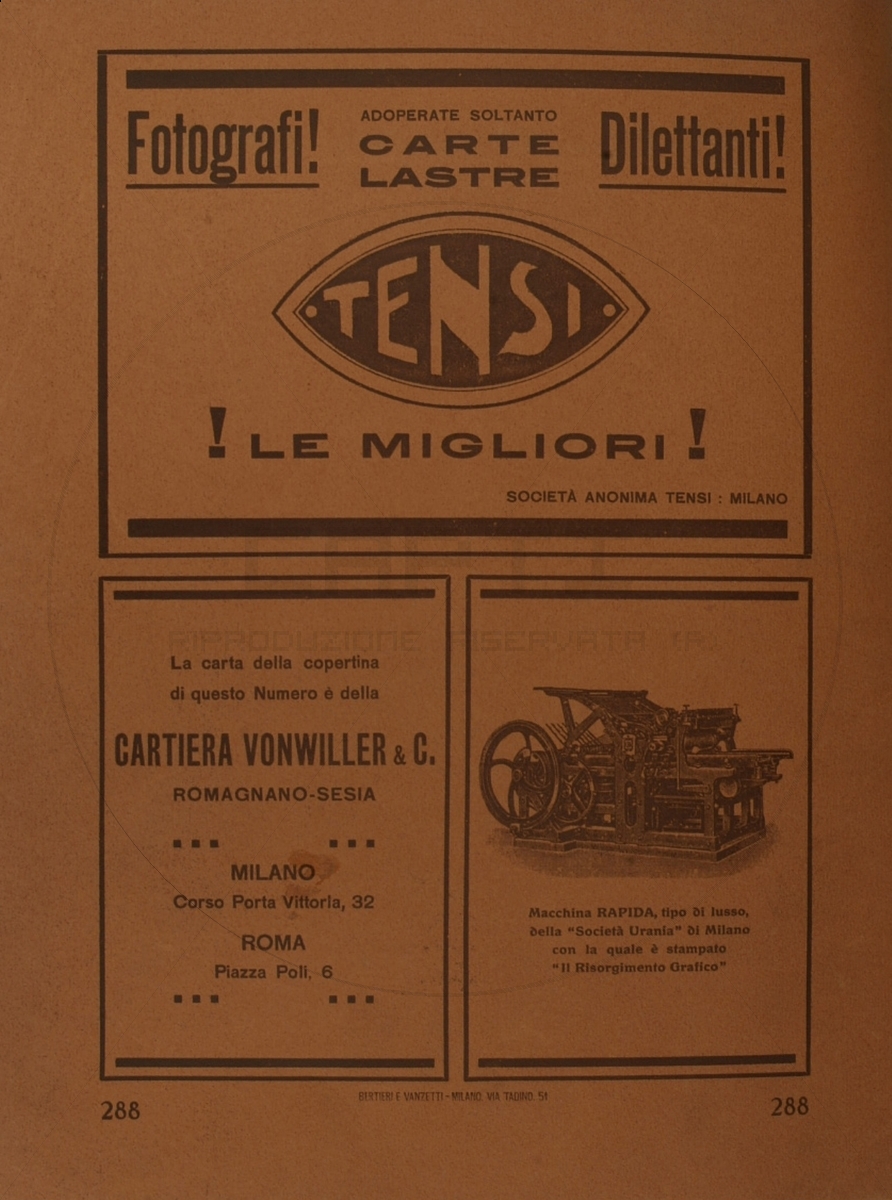 Fotografi!
ADOPERATE SOLTANTO
CARTE
LASTRE
Dilettanti!
TENSI
! LE MIGLIORI !
SOCIETÀ ANONIMA TENSI : MILANO
RIPRODUZIONE RISERVATA
La carta della copertina
di questo Numero è della
CARTIERA VONWILLER & C.
ROMAGNANO-SESIA
MILANO
Corso Porta Vittoria, 32
ROMA
Piazza Poli, 6
Macchina RAPIDA, tipo di lusso,
della "Società Urania" di Milano
con la quale è stampato
"Il Risorgimento Grafico"
288
BERTIERI E VANZETTI - MILANO, VIA TADINO, 51
288